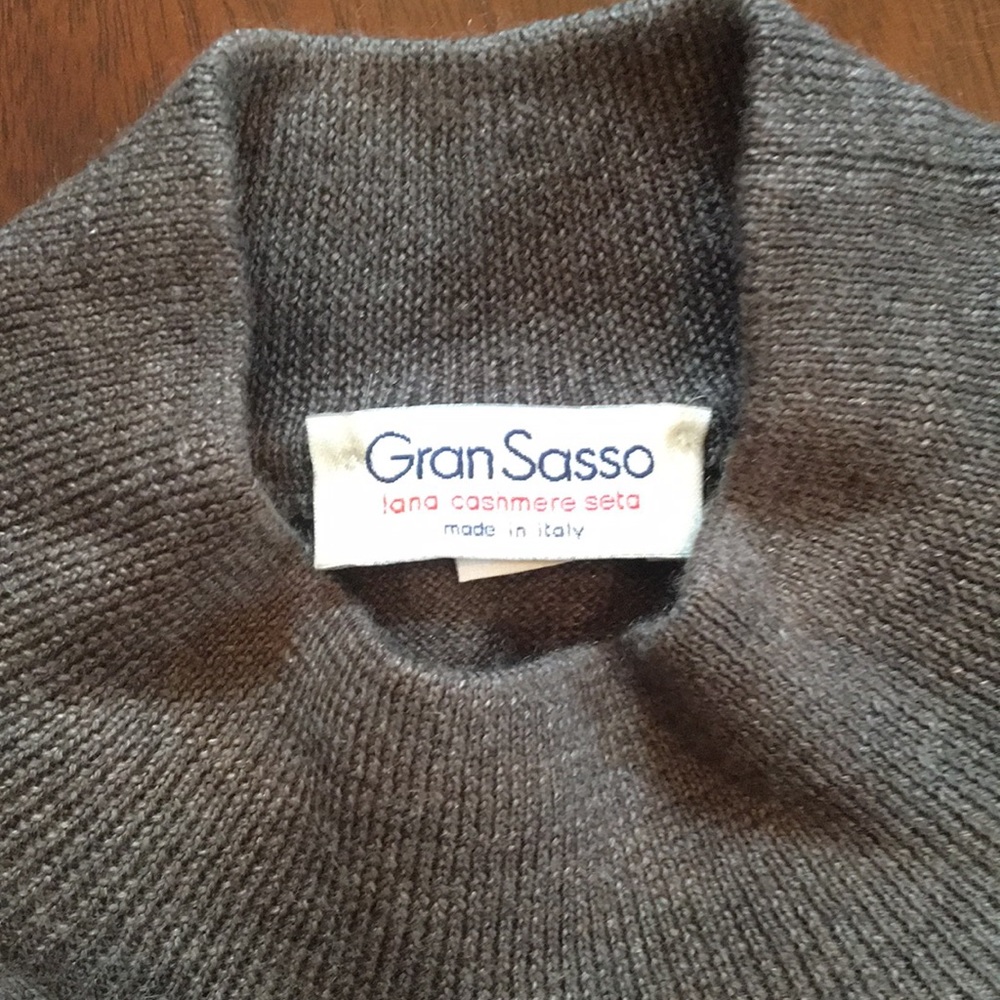 Gran Sasso
lana cashmere seta
made in italy